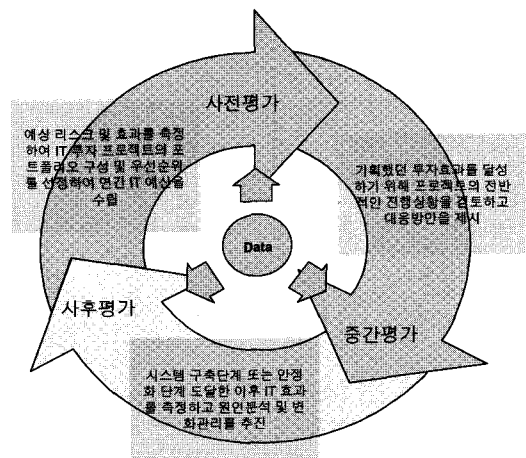 사전평가
예상 리스크 및 효과를 측정
하여 IT 투자 프로젝트의 포
트폴리오 구성 및 우선순위
를 선정하여 연간 IT 예산을
수립
기획했던 투자효과를 달성
하기 위해 프로젝트의 전반
적인 진행상황을 검토하고
대응방안을 제시
Data
사후평가
중간평가
시스템 구축단계 또는 안정
화 단계 도달한 이후 IT 효과
를 측정하고 원인분석 및 변
화관리를 추진